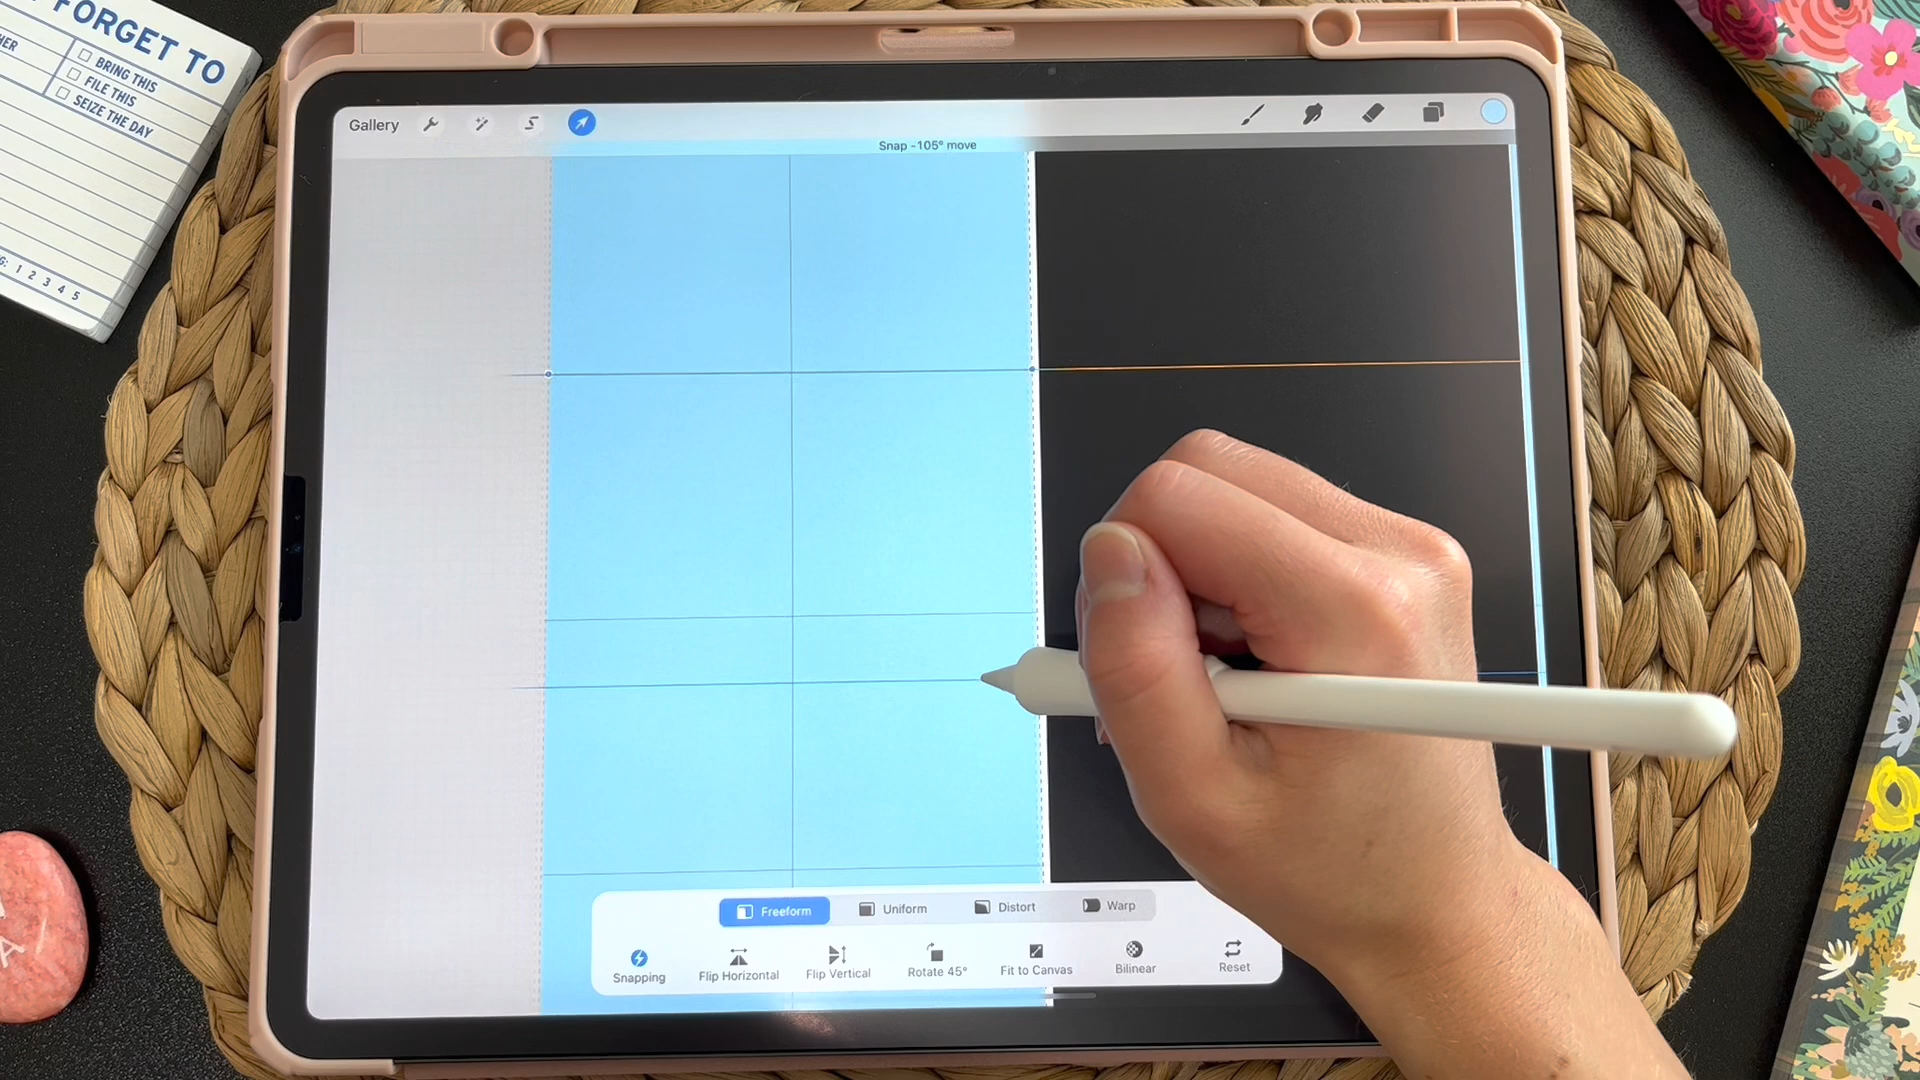 FORGET TO
BRING THIS
FILE THIS
SEIZE THE DAY
1 2 3 4 5
Gallery
Snap -105° move
Freeform
Uniform
Distort
Warp
Snapping
Flip Horizontal
Flip Vertical
Rotate 45°
Fit to Canvas
Bilinear
Reset